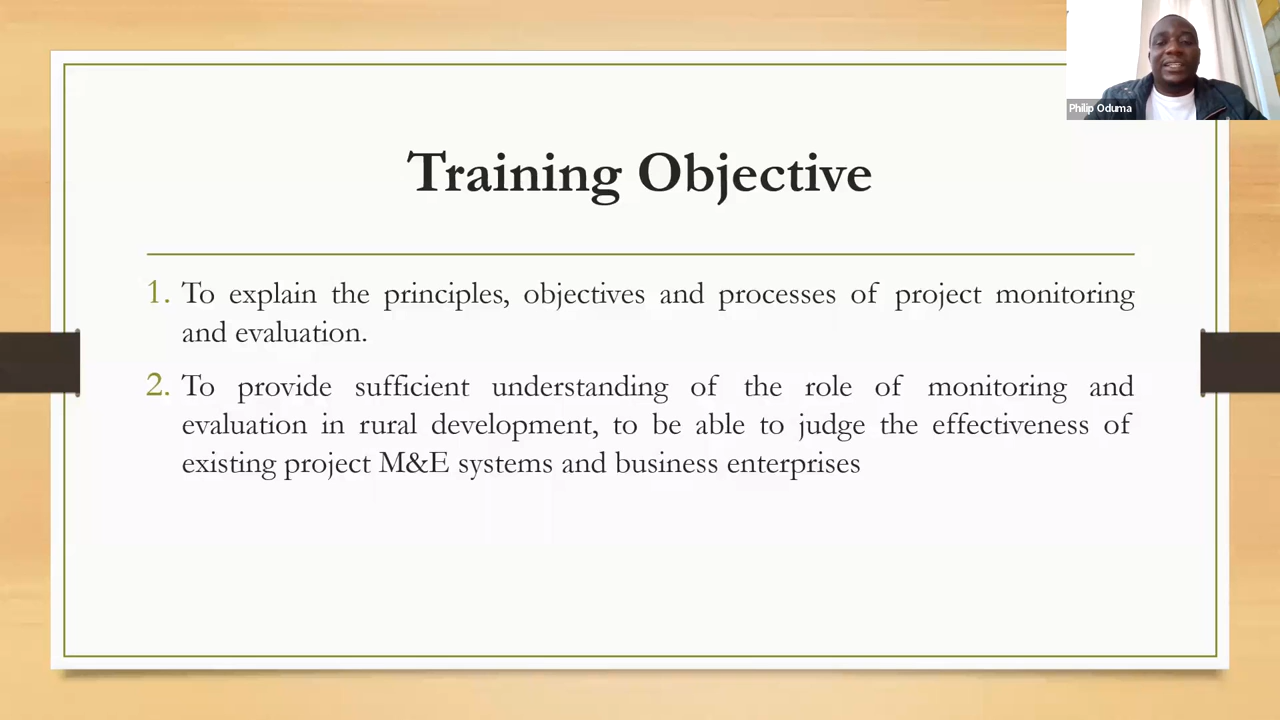 Philip Oduma
Training Objective
1. To explain the principles, objectives and processes of project monitoring
and evaluation.
2. To provide sufficient understanding of the role of monitoring and
evaluation in rural development, to be able to judge the effectiveness of
existing project M&E systems and business enterprises